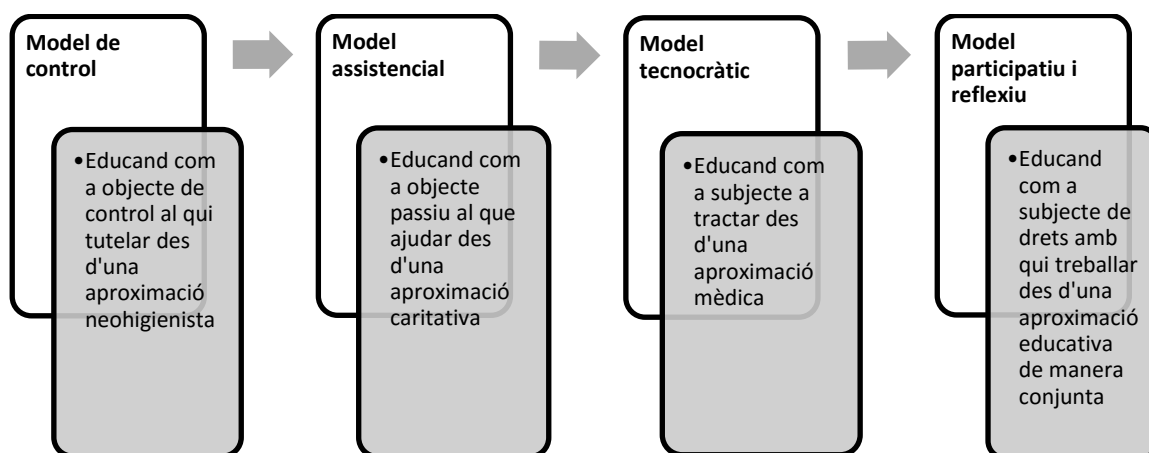 Model de
control
•Educand com
a objecte de
control al qui
tutelar des
d'una
aproximació
neohigienista
Model
assistencial
•Educand com
a objecte
passiu al que
ajudar des
d'una
aproximació
caritativa
Model
tecnocràtic
•Educand com
a subjecte a
tractar des
d'una
aproximació
mèdica
Model
participatiu i
reflexiu
•Educand
com a
subjecte de
drets amb
qui treballar
des d'una
aproximació
educativa
de manera
conjunta